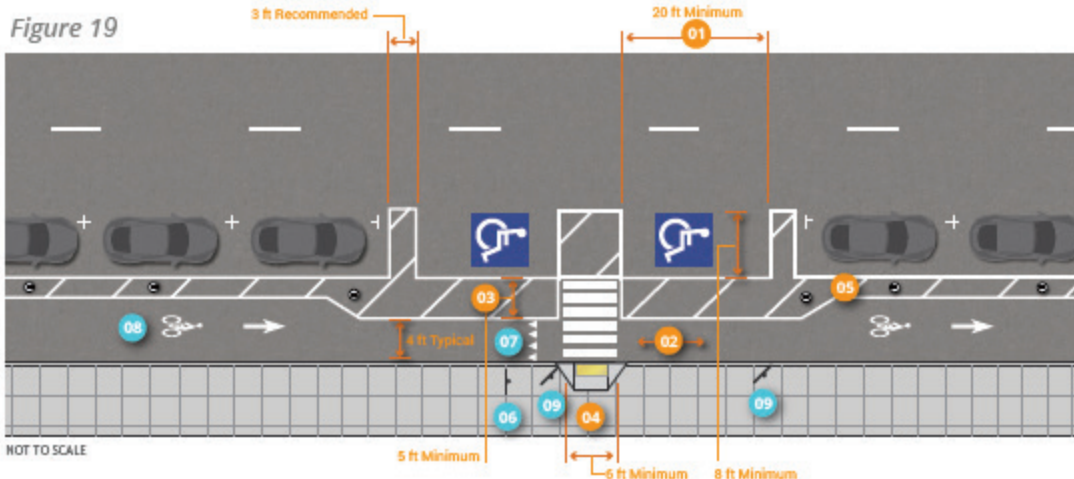 Figure 19
3 ft Recommended
20 ft Minimum
01
03
05
08
4 ft Typical
07
02
06
09
04
09
NOT TO SCALE
5 ft Minimum
6 ft Minimum
8 ft Minimum